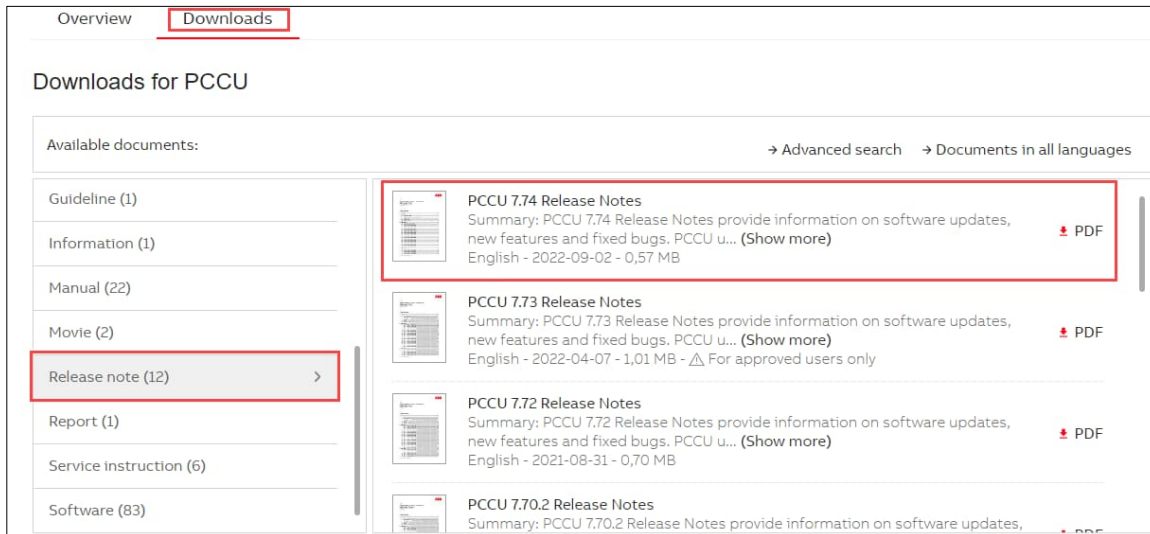 Overview Downloads
Downloads for PCCU
Available documents:
→ Advanced search → Documents in all languages
Guideline (1)
Information (1)
Manual (22)
Movie (2)
Release note (12)
Report (1)
Service instruction (6)
Software (83)
PCCU 7.74 Release Notes
Summary: PCCU 7.74 Release Notes provide information on software updates,
new features and fixed bugs. PCCU u... (Show more)
English - 2022-09-02 - 0,57 MB
PDF
PCCU 7.73 Release Notes
Summary: PCCU 7.73 Release Notes provide information on software updates,
new features and fixed bugs. PCCU u... (Show more)
English - 2022-04-07 - 1,01 MB - ⚠ For approved users only
PDF
PCCU 7.72 Release Notes
Summary: PCCU 7.72 Release Notes provide information on software updates,
new features and fixed bugs. PCCU u... (Show more)
English - 2021-08-31 - 0,70 MB
PDF
PCCU 7.70.2 Release Notes
Summary: PCCU 7.70.2 Release Notes provide information on software updates,
PDF